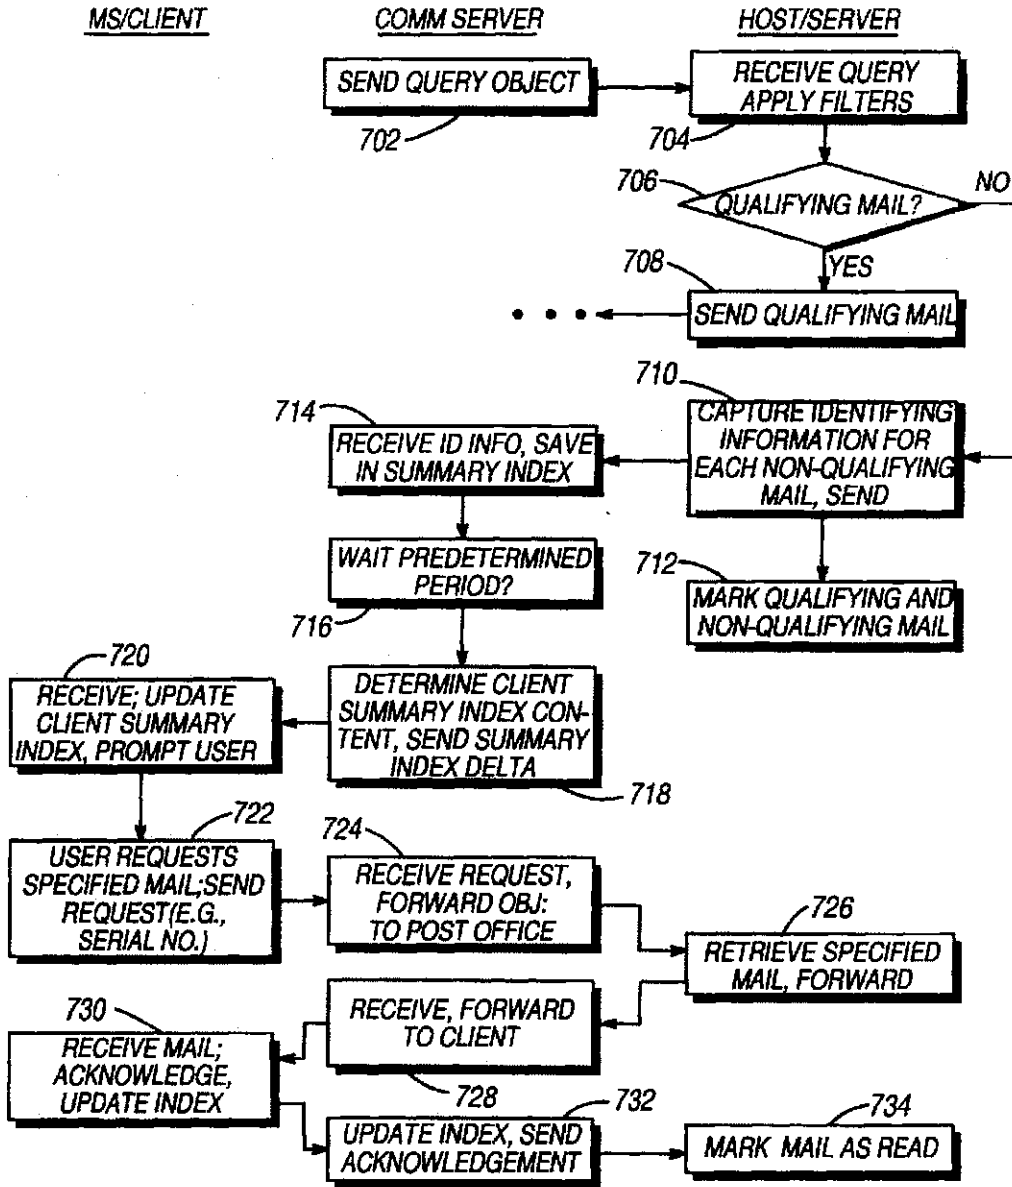 MS/CLIENT
COMM SERVER
HOST/SERVER
SEND QUERY OBJECT
702
RECEIVE QUERY
APPLY FILTERS
704
706
QUALIFYING MAIL?
NO
YES
708
SEND QUALIFYING MAIL
710
CAPTURE IDENTIFYING
INFORMATION FOR
EACH NON-QUALIFYING
MAIL, SEND
714
RECEIVE ID INFO, SAVE
IN SUMMARY INDEX
712
MARK QUALIFYING AND
NON-QUALIFYING MAIL
WAIT PREDETERMINED
PERIOD?
716
DETERMINE CLIENT
SUMMARY INDEX CON-
TENT, SEND SUMMARY
INDEX DELTA
718
720
RECEIVE; UPDATE
CLIENT SUMMARY
INDEX, PROMPT USER
722
USER REQUESTS
SPECIFIED MAIL;SEND
REQUEST(E.G.,
SERIAL NO.)
724
RECEIVE REQUEST,
FORWARD OBJ:
TO POST OFFICE
726
RETRIEVE SPECIFIED
MAIL, FORWARD
RECEIVE, FORWARD
TO CLIENT
728
730
RECEIVE MAIL;
ACKNOWLEDGE,
UPDATE INDEX
732
UPDATE INDEX, SEND
ACKNOWLEDGEMENT
734
MARK MAIL AS READ